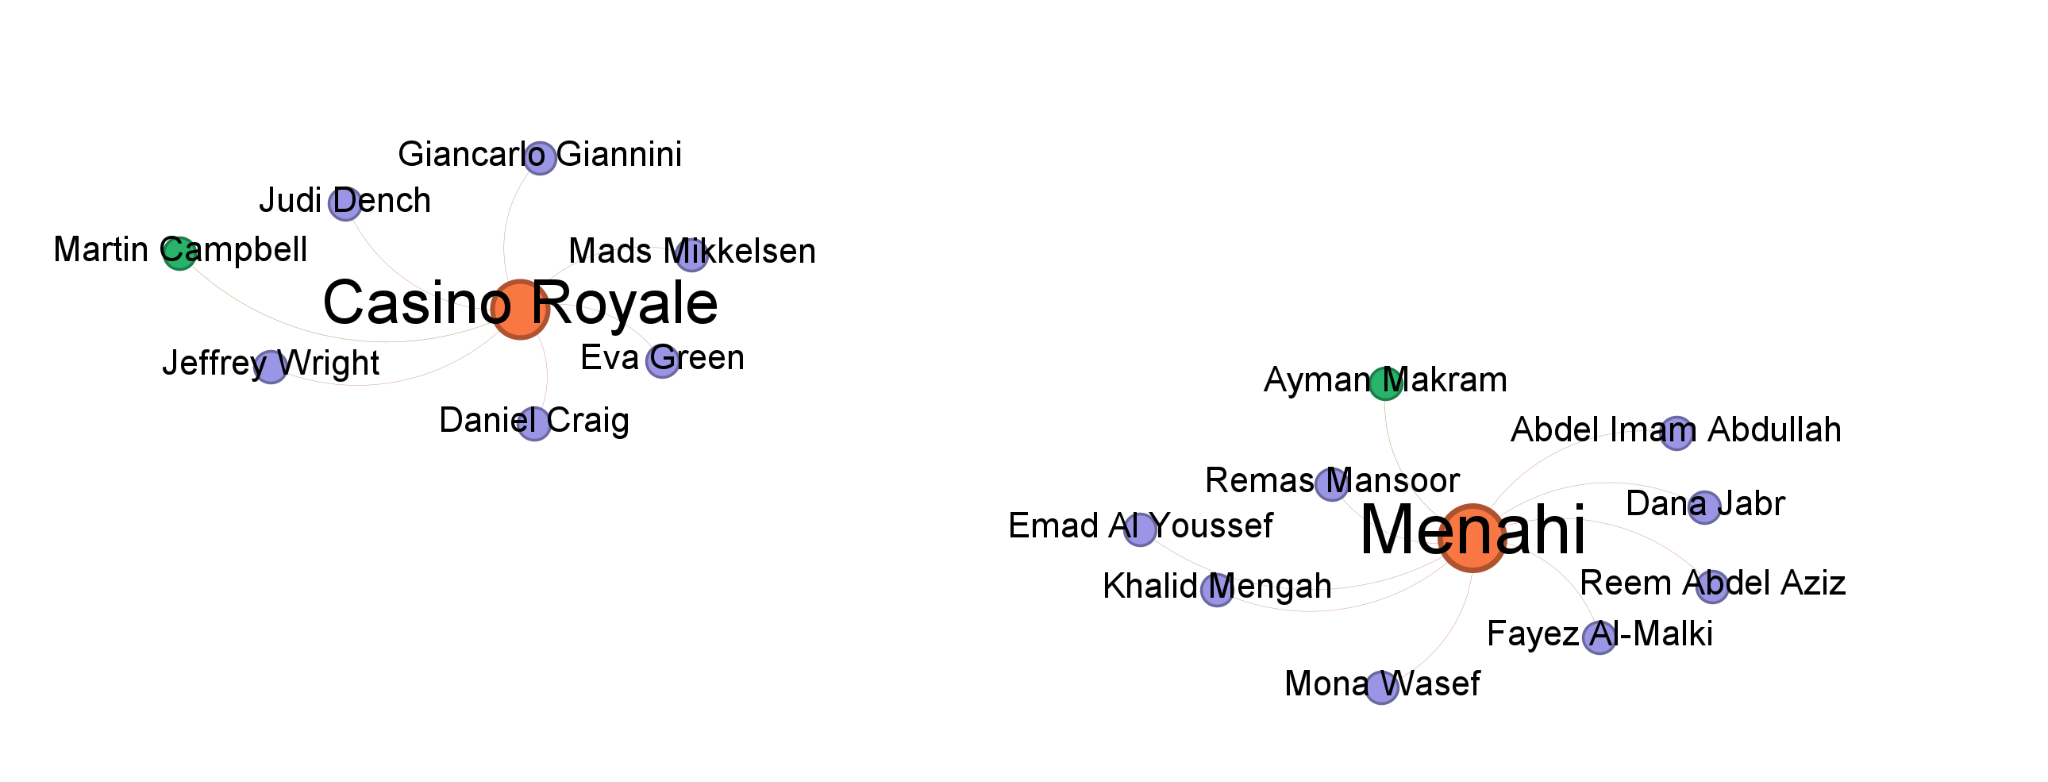 Giancarlo Giannini
Judi Dench
Martin Campbell
Mads Mikkelsen
Casino Royale
Jeffrey Wright
Eva Green
Daniel Craig
Ayman Makram
Abdel Imam Abdullah
Remas Mansoor
Dana Jabr
Emad Al Youssef
Menahi
Khalid Mengah
Reem Abdel Aziz
Fayez Al-Malki
Mona Wasef